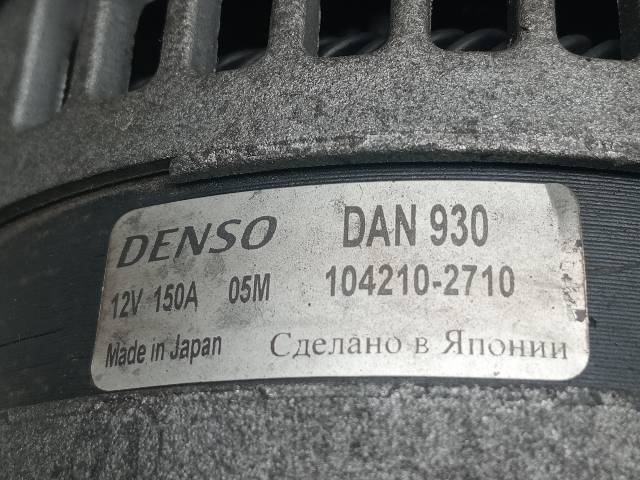 DENSO DAN 930
12V 150A 05M 104210-2710
Made in Japan Сделано в Японии